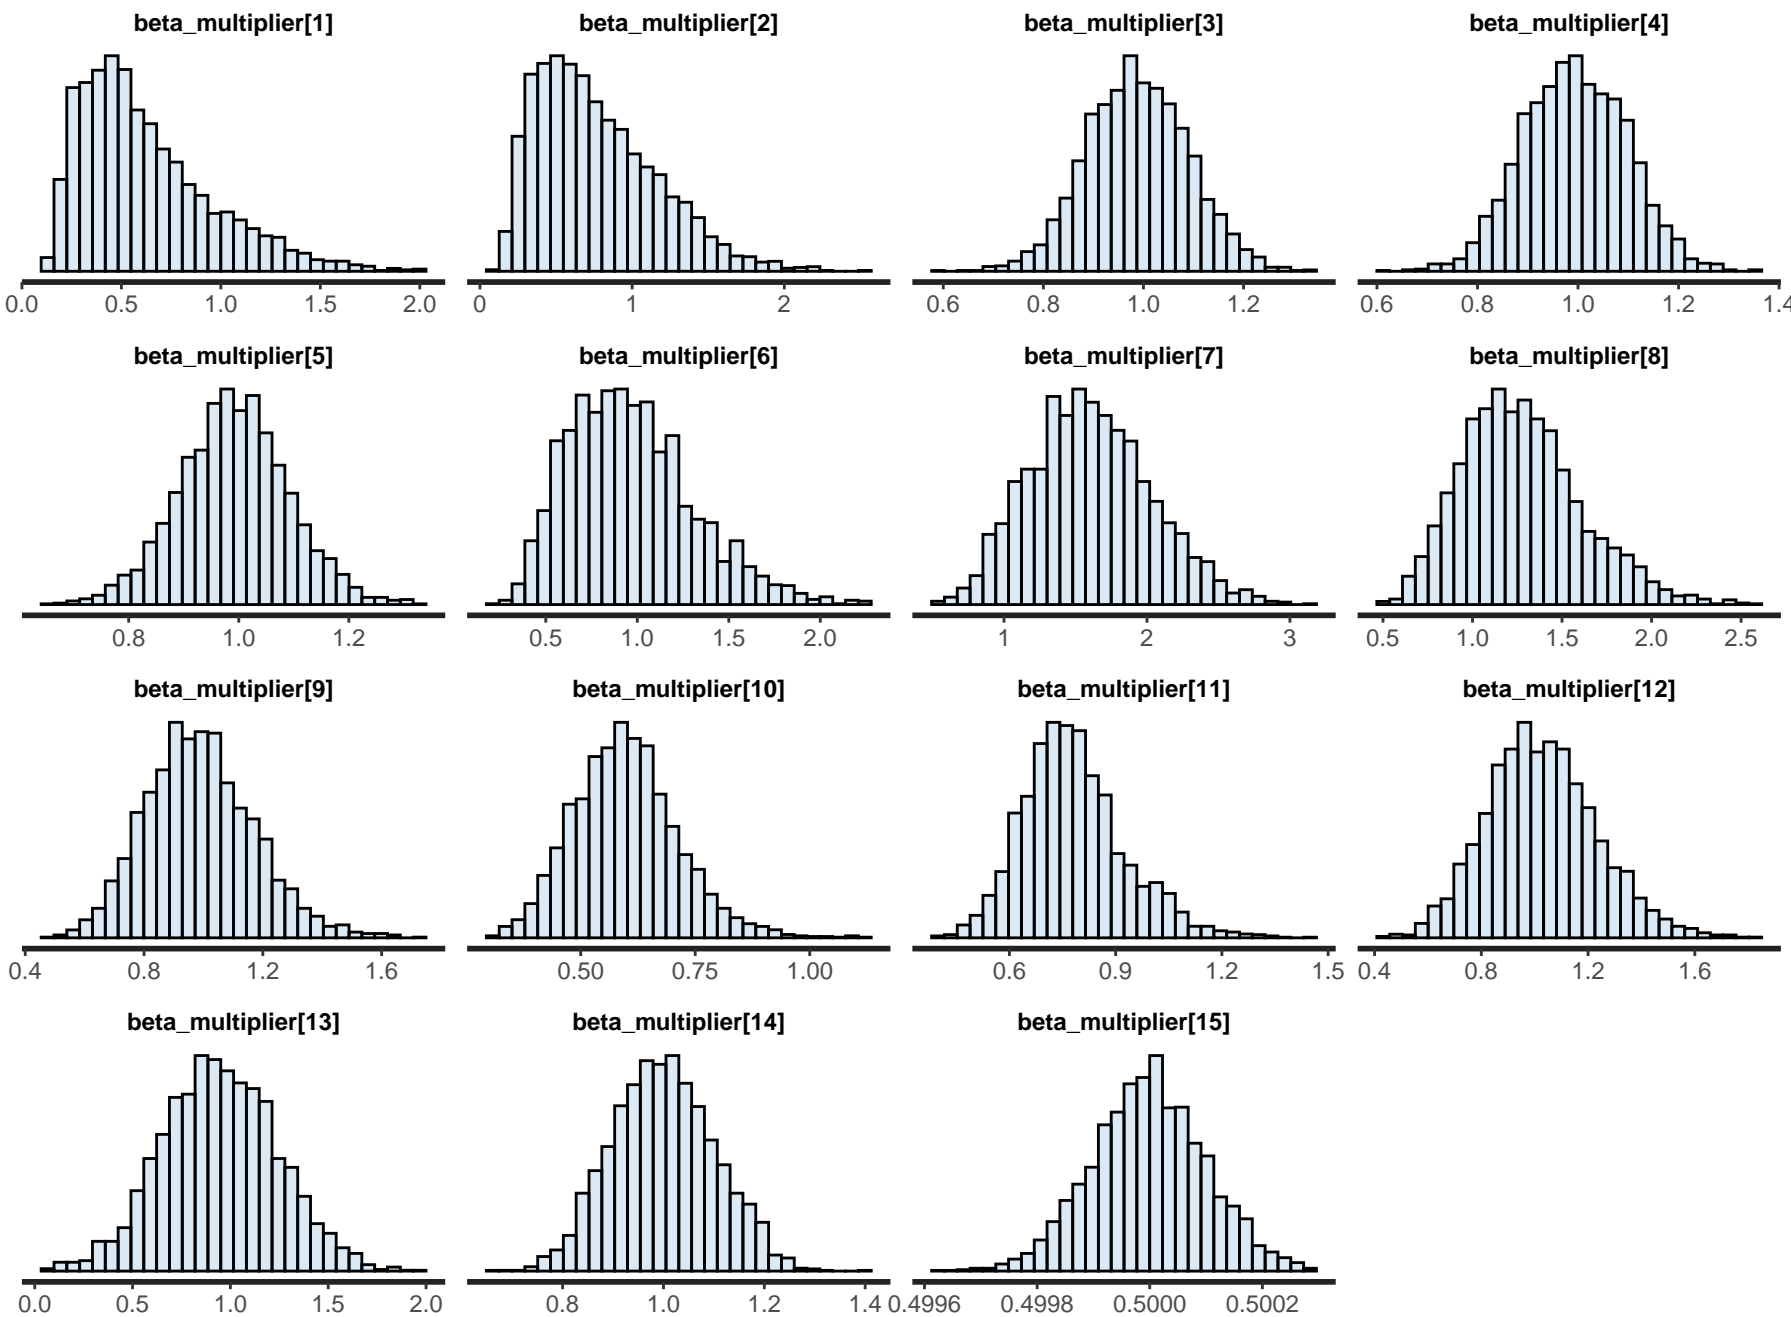 beta_multiplier[1] beta_multiplier[2] beta_multiplier[3] beta_multiplier[4]
0.0 0.5 1.0 1.5 2.0 0 1 2 0.6 0.8 1.0 1.2 0.6 0.8 1.0 1.2 1.4
beta_multiplier[5] beta_multiplier[6] beta_multiplier[7] beta_multiplier[8]
0.8 1.0 1.2 0.5 1.0 1.5 2.0 1 2 3 0.5 1.0 1.5 2.0 2.5
beta_multiplier[9] beta_multiplier[10] beta_multiplier[11] beta_multiplier[12]
0.4 0.8 1.2 1.6 0.50 0.75 1.00 0.6 0.9 1.2 1.5 0.4 0.8 1.2 1.6
beta_multiplier[13] beta_multiplier[14] beta_multiplier[15]
0.0 0.5 1.0 1.5 2.0 0.8 1.0 1.2 1.4 0.4996 0.4998 0.5000 0.5002